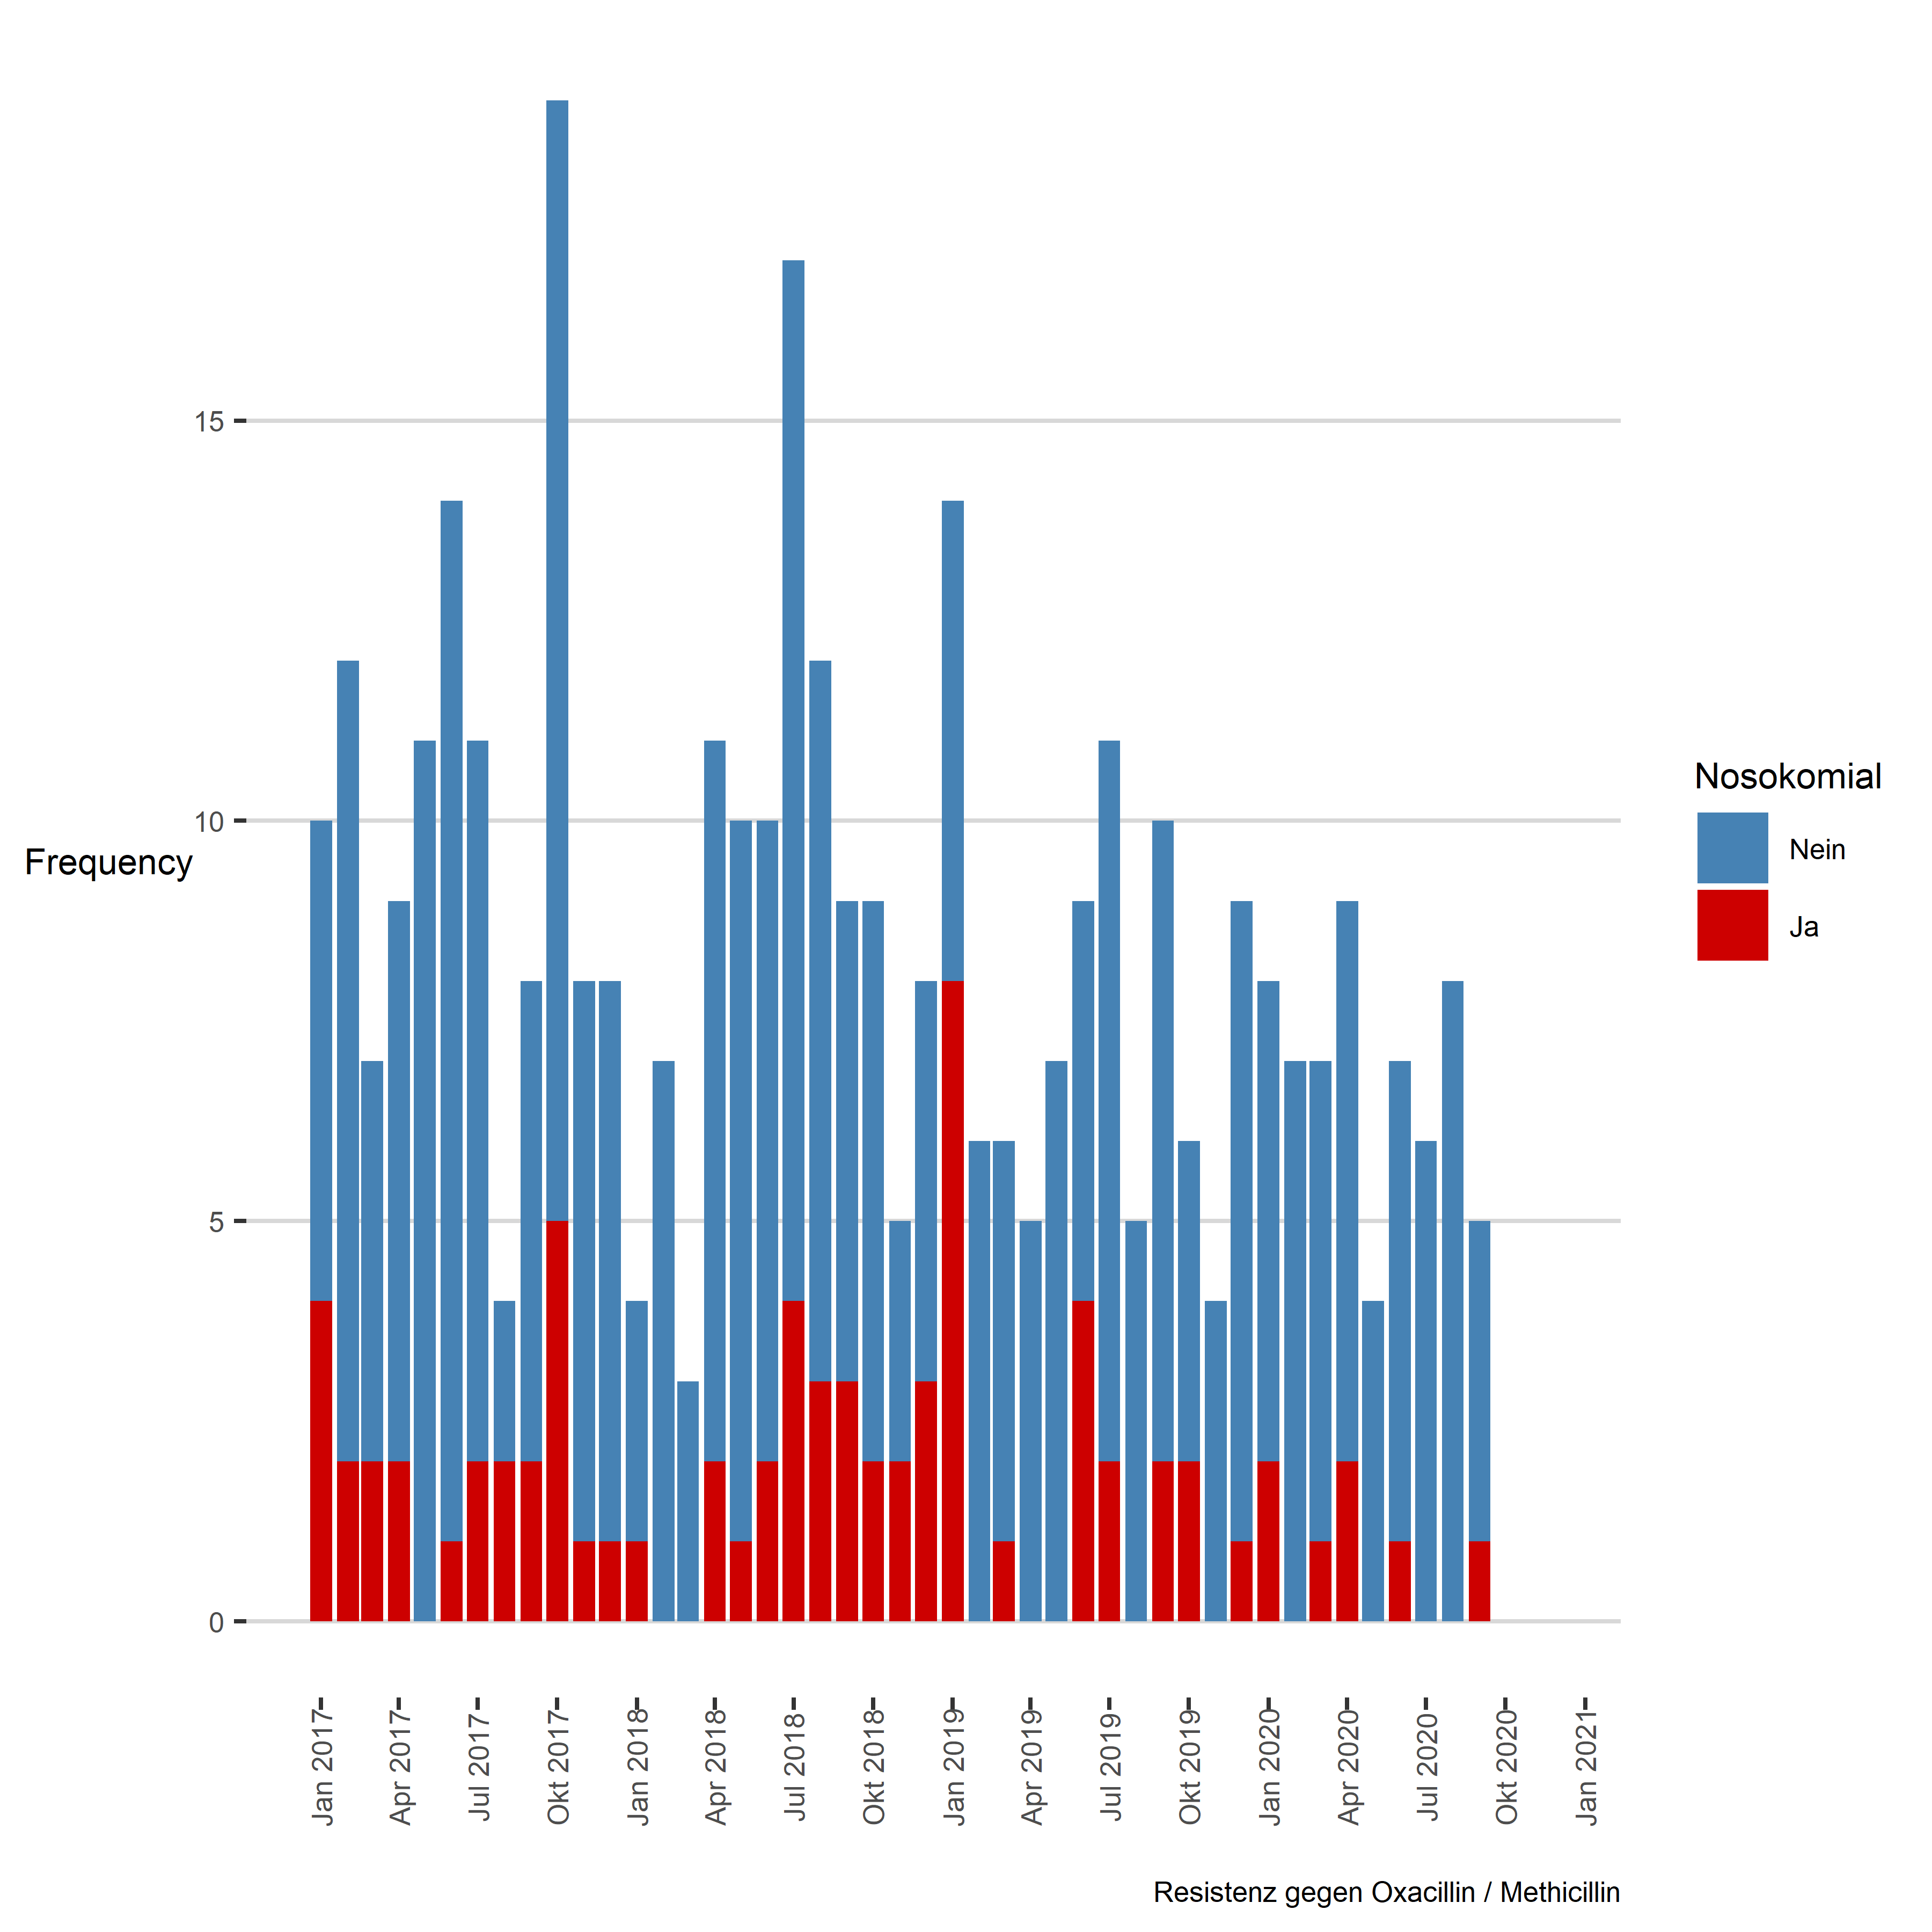 15
10
5
0
Frequency
Jan 2017
Apr 2017
Jul 2017
Okt 2017
Jan 2018
Apr 2018
Jul 2018
Okt 2018
Jan 2019
Apr 2019
Jul 2019
Okt 2019
Jan 2020
Apr 2020
Jul 2020
Okt 2020
Jan 2021
Nosokomial
Nein
Ja
Resistenz gegen Oxacillin / Methicillin